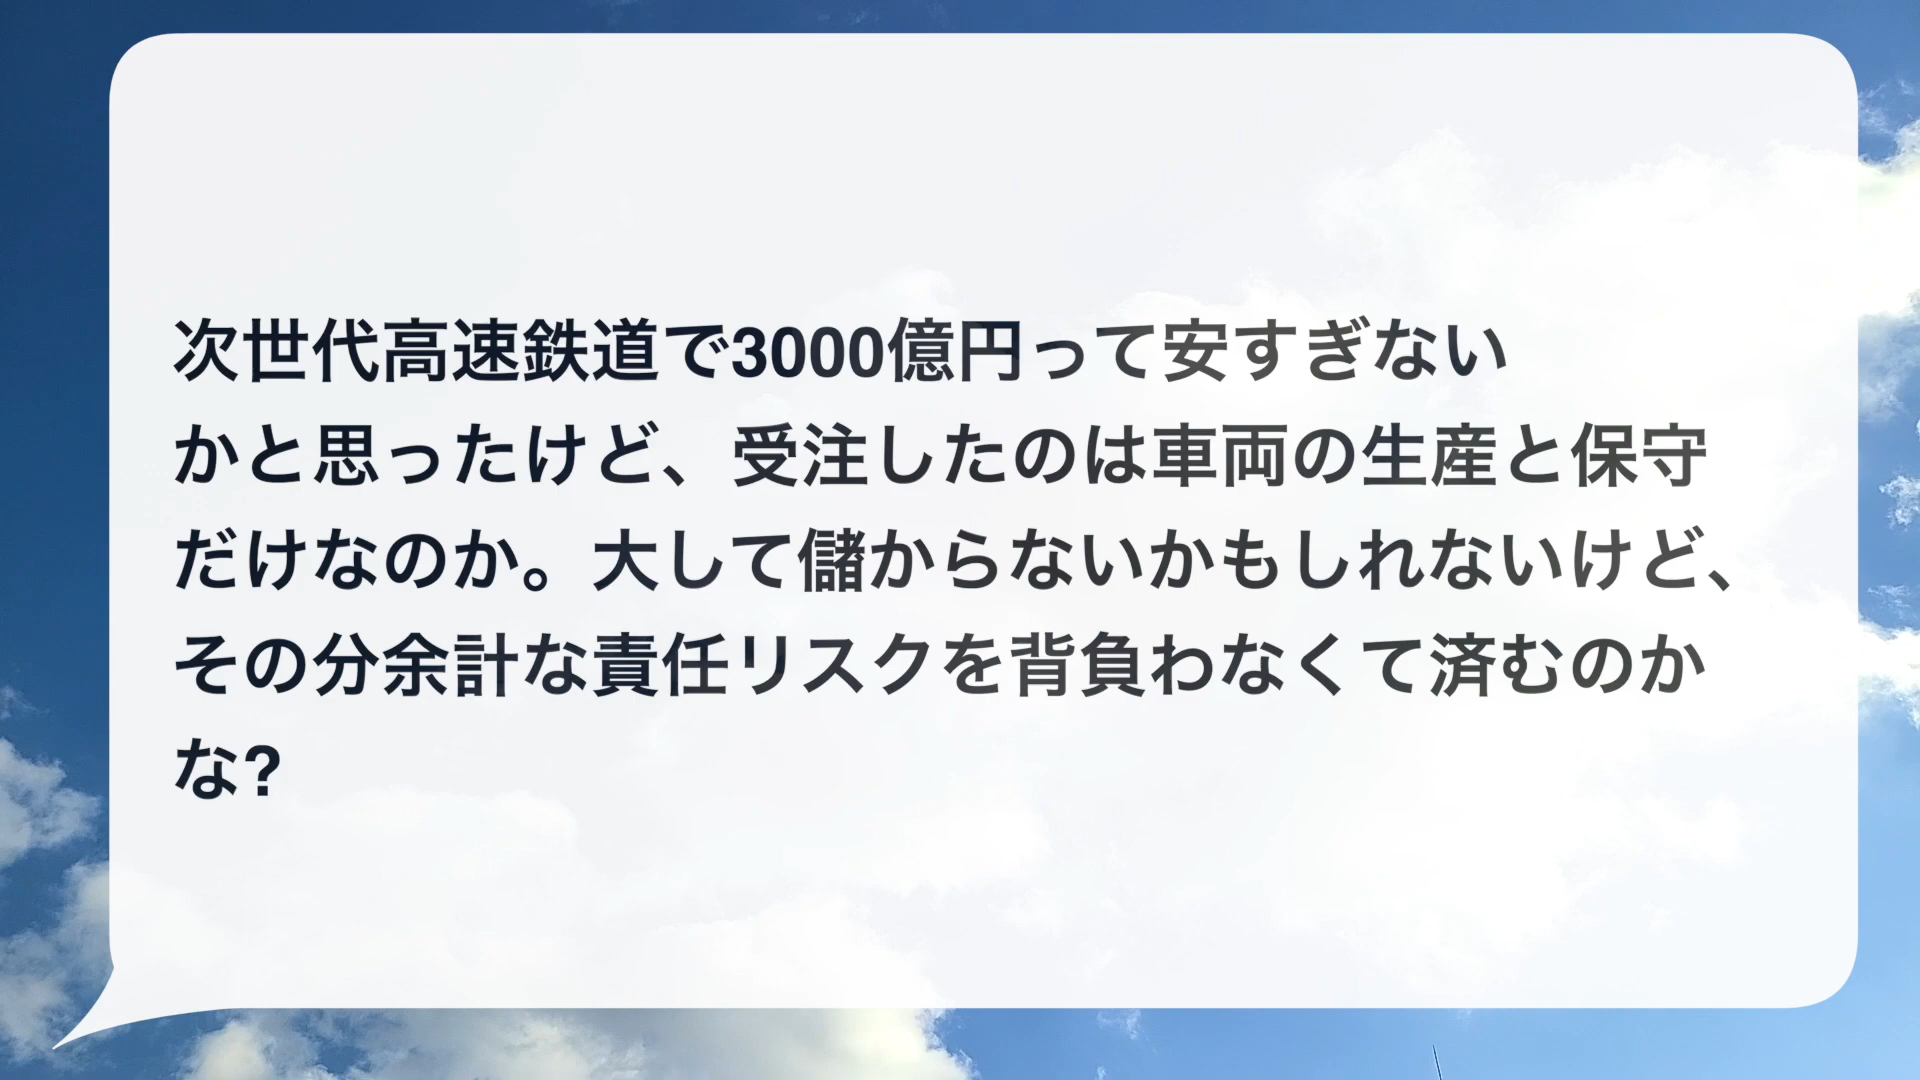 次世代高速鉄道で3000億円って安すぎない
かと思ったけど、受注したのは車両の生産と保守
だけなのか。大して儲からないかもしれないけど、
その分余計な責任リスクを背負わなくて済むのか
な?